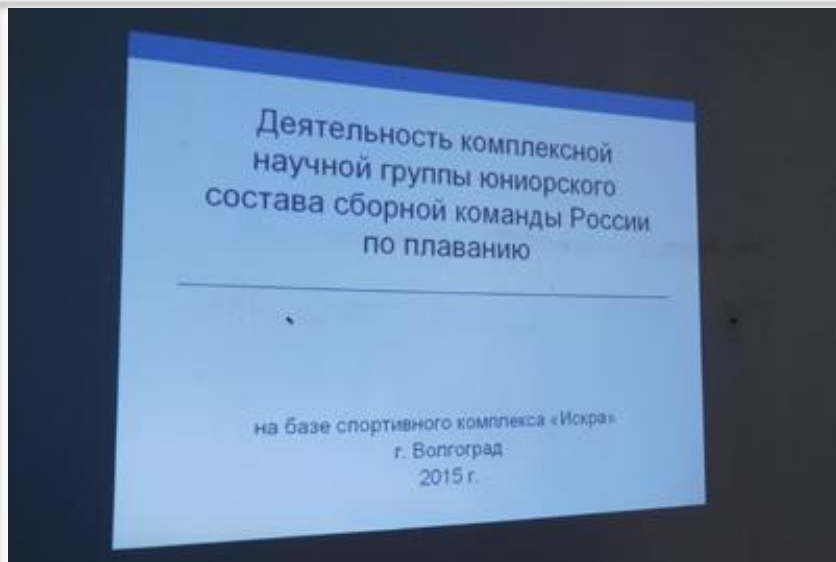 Деятельность комплексной
научной группы юниорского
состава сборной команды России
по плаванию
на базе спортивного комплекса «Искра»
г. Волгоград
2015 г.